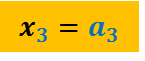 x₃ = a₃